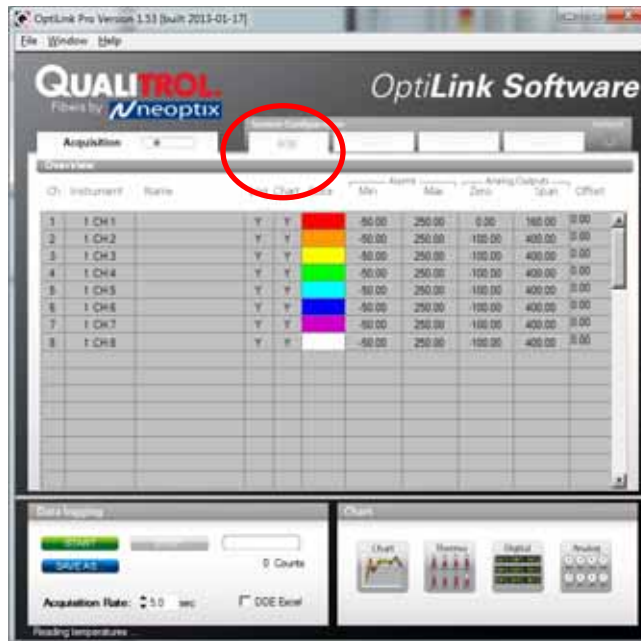 OptiLink Pro Version 1.53 [built 2013-01-17]
File Window Help
QUALITROL
Fibers by neoptix
OptiLink Software
Acquisition
Overview
Ch Instrument Name Chart Alarms Min Max Analog Outputs Zero Span Offset
1 1 CH 1 Y Y -50.00 250.00 0.00 160.00 0.00
2 1 CH 2 Y Y -50.00 250.00 -100.00 400.00 0.00
3 1 CH 3 Y Y -50.00 250.00 -100.00 400.00 0.00
4 1 CH 4 Y Y -50.00 250.00 -100.00 400.00 0.00
5 1 CH 5 Y Y -50.00 250.00 -100.00 400.00 0.00
6 1 CH 6 Y Y -50.00 250.00 -100.00 400.00 0.00
7 1 CH 7 Y Y -50.00 250.00 -100.00 400.00 0.00
8 1 CH 8 Y Y -50.00 250.00 -100.00 400.00 0.00
Data logging
START
SAVE AS
0 Counts
Acquisition Rate: 5.0 sec
DDE Excel
Chart
Chart Thermo Digital Analog
Reading temperatures ...